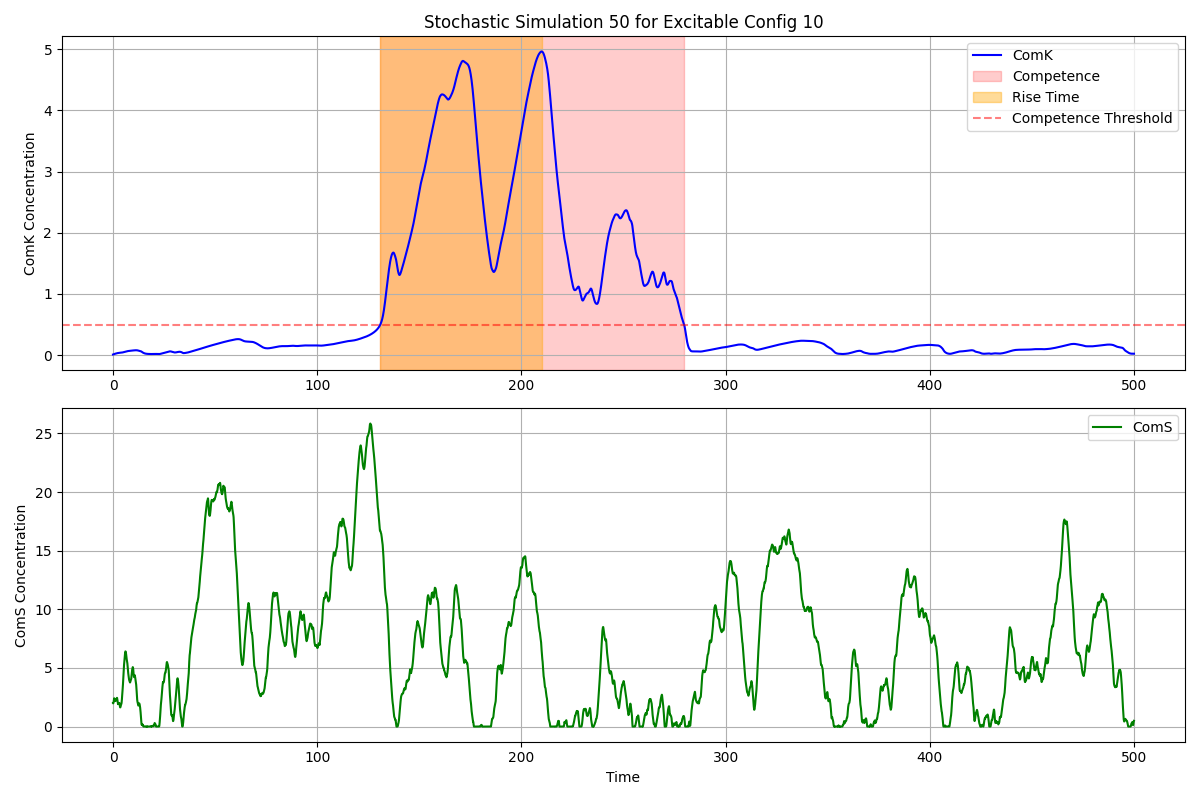 Stochastic Simulation 50 for Excitable Config 10
ComK Concentration
5
4
3
2
1
0
ComK
Competence
Rise Time
Competence Threshold
0 100 200 300 400 500
ComS Concentration
25
20
15
10
5
0
ComS
0 100 200 300 400 500
Time